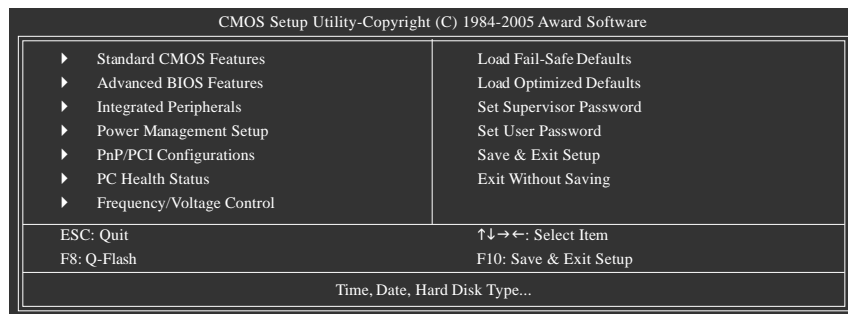 CMOS Setup Utility-Copyright (C) 1984-2005 Award Software
Standard CMOS Features
Advanced BIOS Features
Integrated Peripherals
Power Management Setup
PnP/PCI Configurations
PC Health Status
Frequency/Voltage Control
Load Fail-Safe Defaults
Load Optimized Defaults
Set Supervisor Password
Set User Password
Save & Exit Setup
Exit Without Saving
ESC: Quit
↑↓→←: Select Item
F8: Q-Flash
F10: Save & Exit Setup
Time, Date, Hard Disk Type...